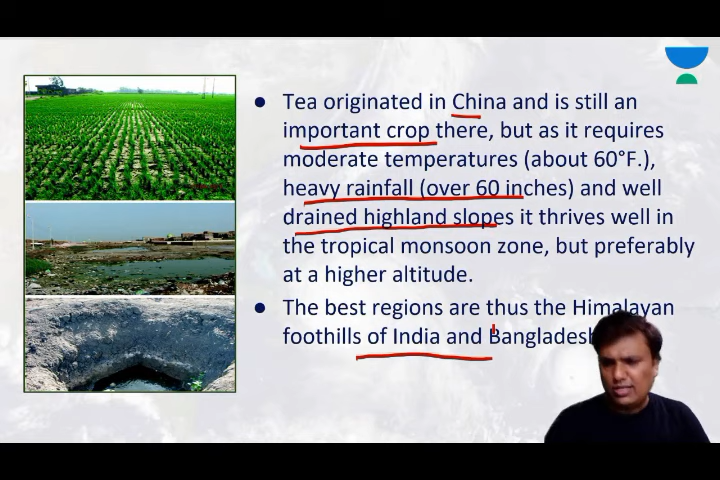 Tea originated in China and is still an
important crop there, but as it requires
moderate temperatures (about 60°F.),
heavy rainfall (over 60 inches) and well
drained highland slopes it thrives well in
the tropical monsoon zone, but preferably
at a higher altitude.
The best regions are thus the Himalayan
foothills of India and Bangladesh